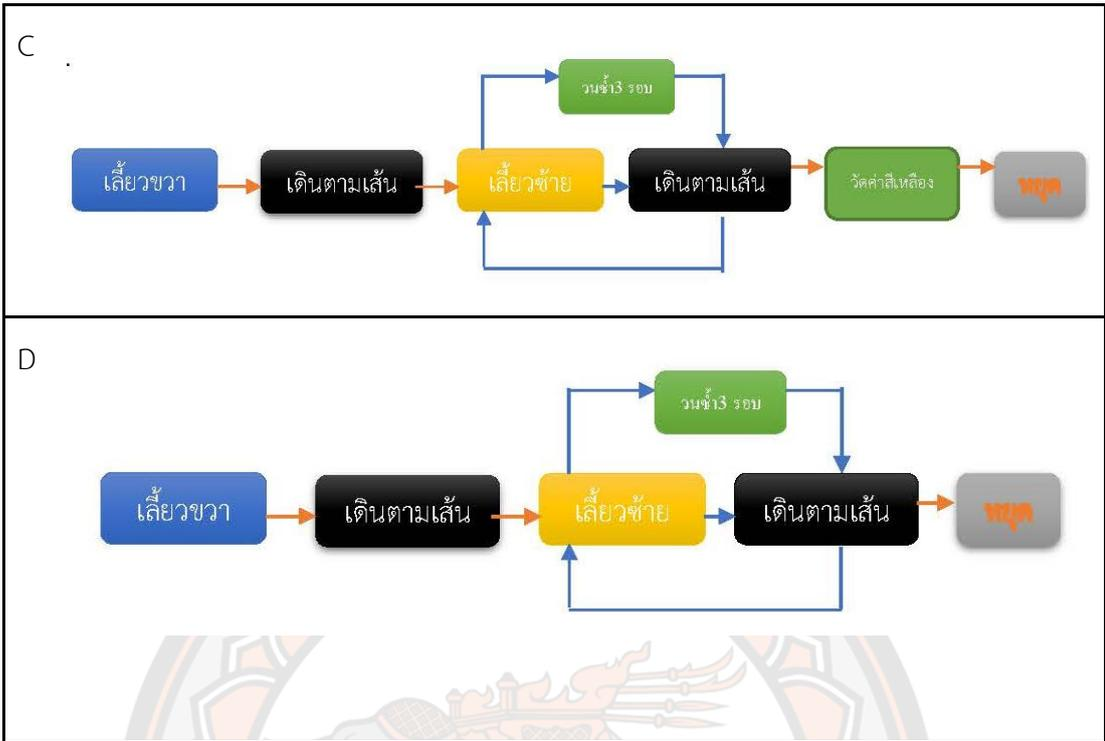 C .
วนซ้ำ3 รอบ
เลี้ยวขวา
เดินตามเส้น
เลี้ยวซ้าย
เดินตามเส้น
วัดค่าสีเหลือง
หยุด
D
วนซ้ำ3 รอบ
เลี้ยวขวา
เดินตามเส้น
เลี้ยวซ้าย
เดินตามเส้น
หยุด